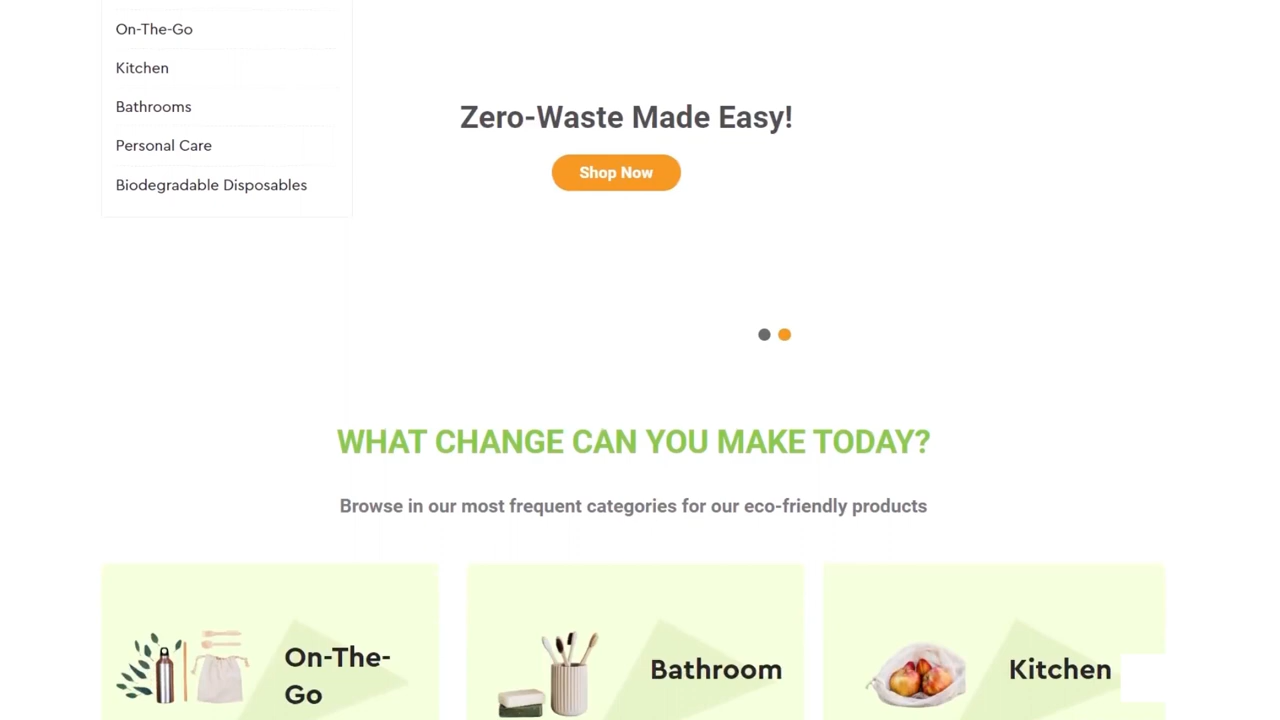 On-The-Go
Kitchen
Bathrooms
Personal Care
Biodegradable Disposables
Zero-Waste Made Easy!
Shop Now
WHAT CHANGE CAN YOU MAKE TODAY?
Browse in our most frequent categories for our eco-friendly products
On-The-
Go
Bathroom
Kitchen